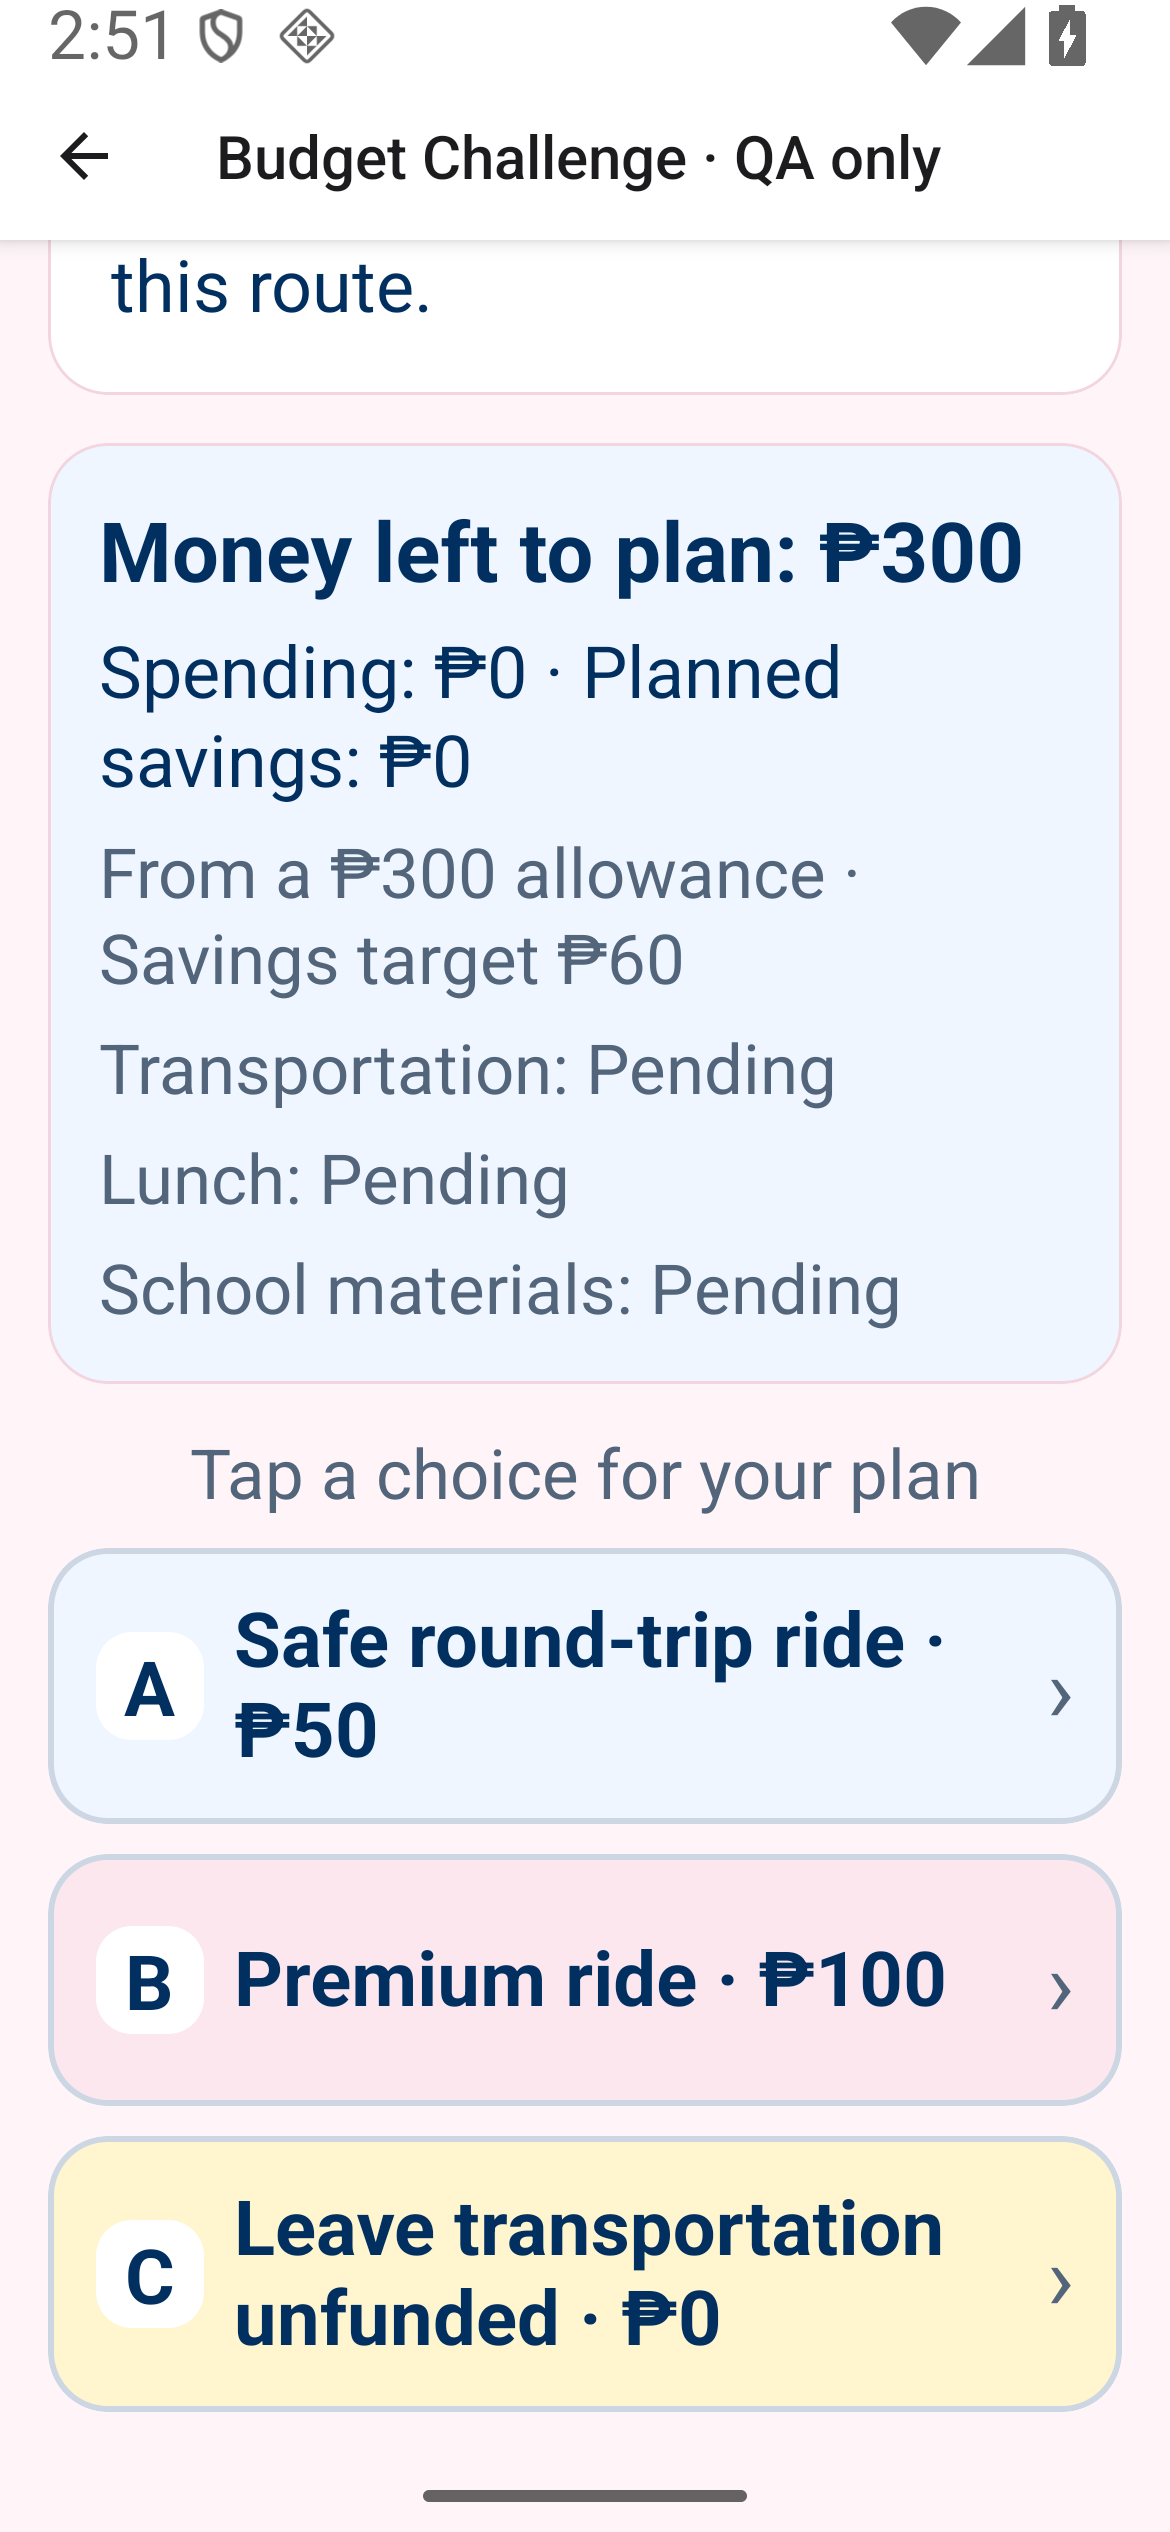 2:51
Budget Challenge · QA only
this route.
Money left to plan: ₱300
Spending: ₱0 · Planned
savings: ₱0
From a ₱300 allowance ·
Savings target ₱60
Transportation: Pending
Lunch: Pending
School materials: Pending
Tap a choice for your plan
A
Safe round-trip ride ·
₱50
B
Premium ride · ₱100
C
Leave transportation
unfunded · ₱0